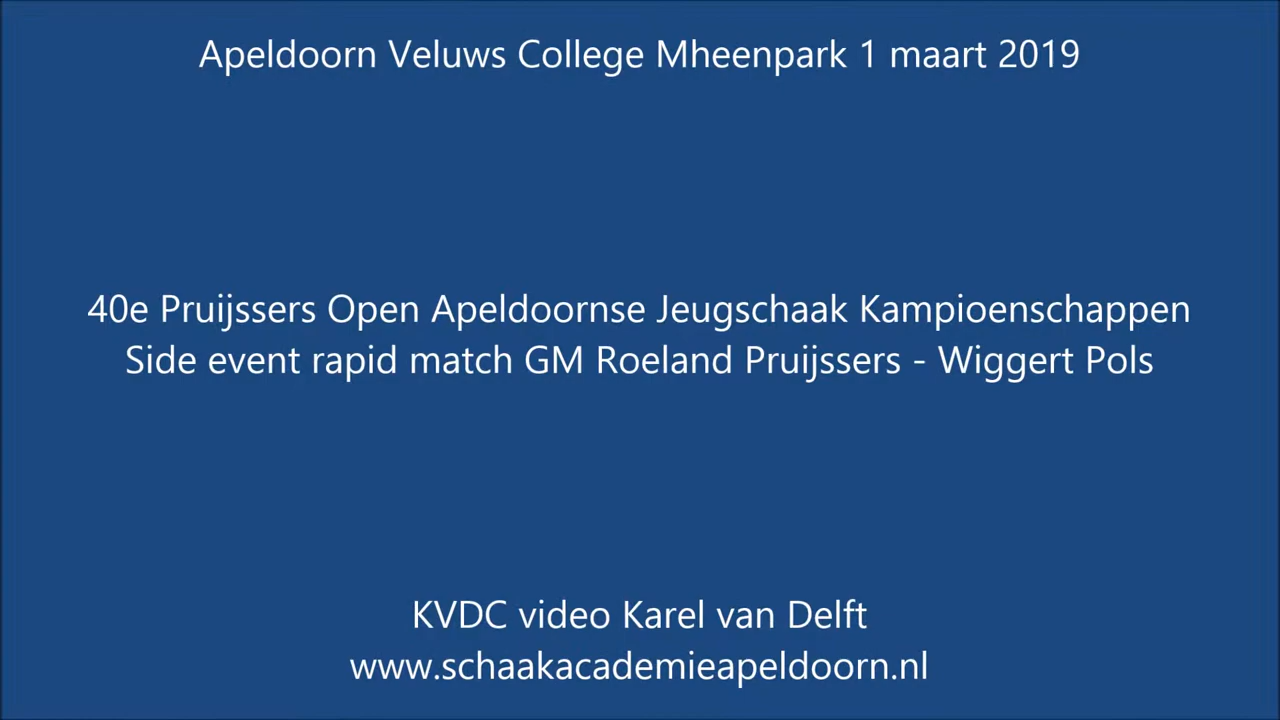 Apeldoorn Veluws College Mheenpark 1 maart 2019
40e Pruijssers Open Apeldoornse Jeugschaak Kampioenschappen
Side event rapid match GM Roeland Pruijssers - Wiggert Pols
KVDC video Karel van Delft
www.schaakacademieapeldoorn.nl